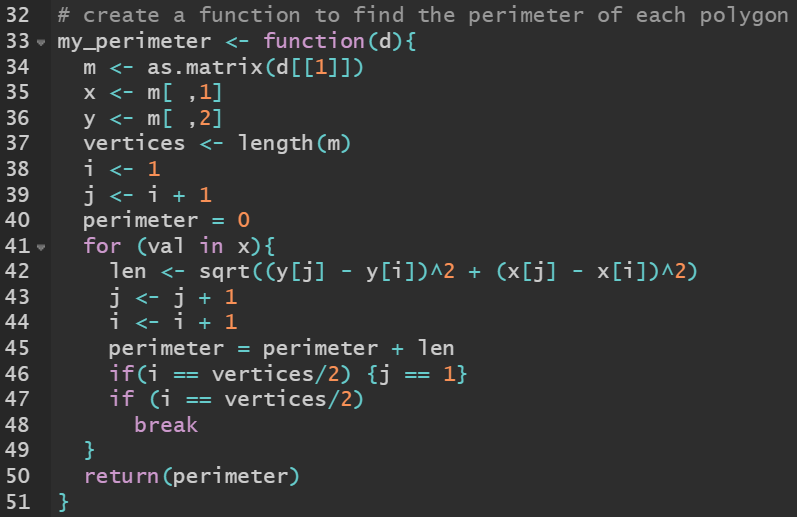 32 # create a function to find the perimeter of each polygon
33 my_perimeter <- function(d){
34 m <- as.matrix(d[[1]])
35 x <- m[ ,1]
36 y <- m[ ,2]
37 vertices <- length(m)
38 i <- 1
39 j <- i + 1
40 perimeter = 0
41 for (val in x){
42 len <- sqrt((y[j] - y[i])^2 + (x[j] - x[i])^2)
43 j <- j + 1
44 i <- i + 1
45 perimeter = perimeter + len
46 if(i == vertices/2) {j == 1}
47 if (i == vertices/2)
48 break
49 }
50 return(perimeter)
51 }